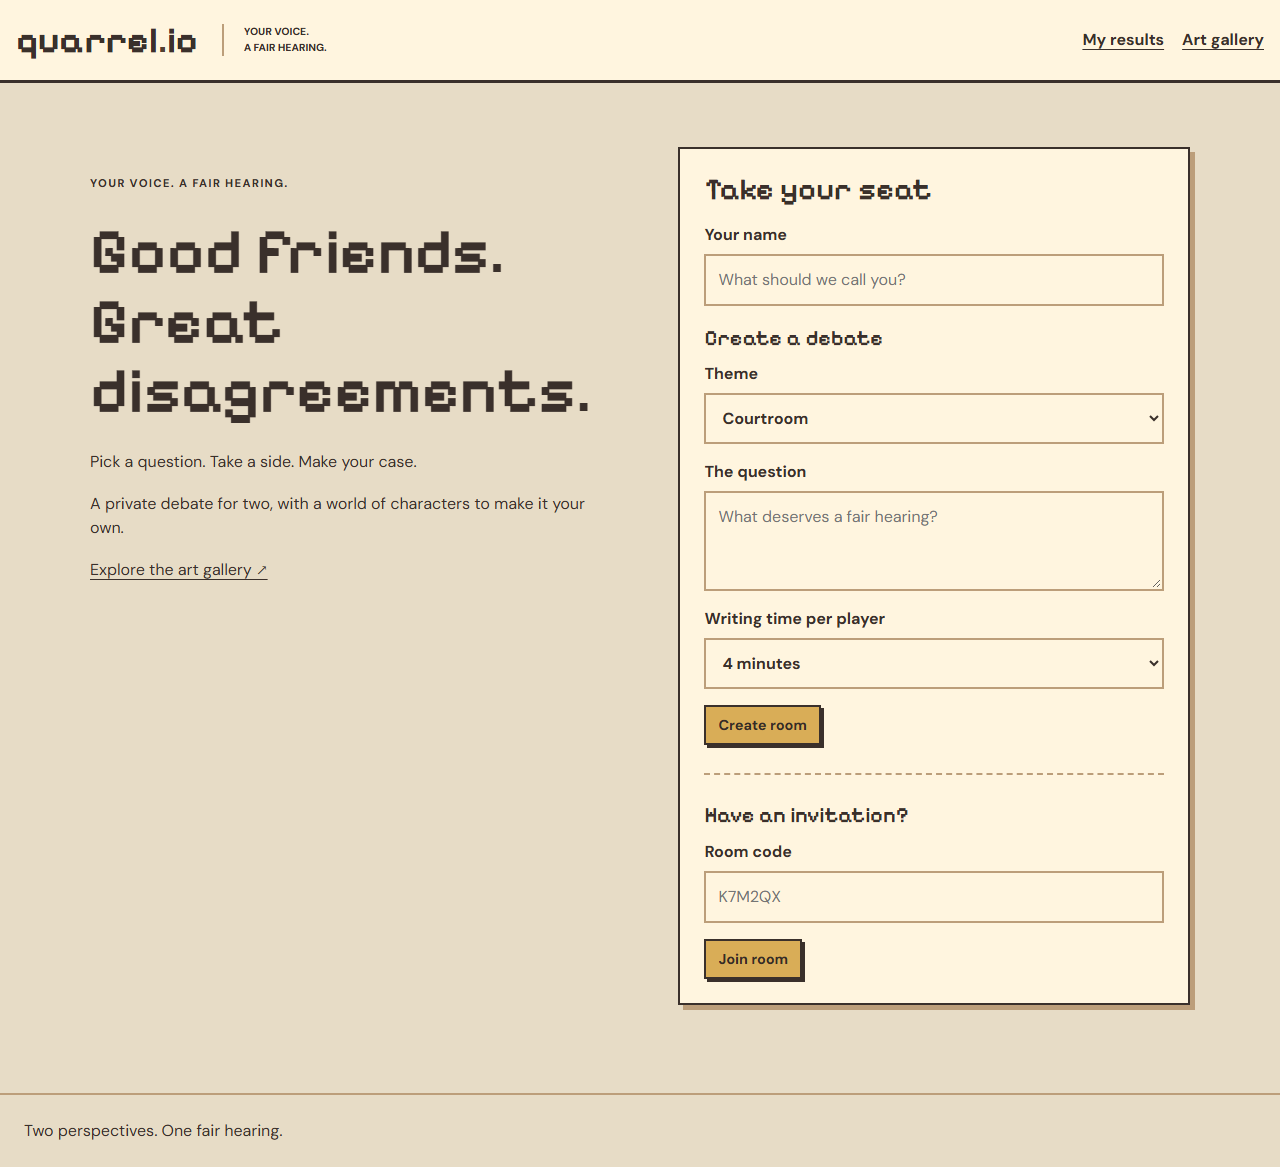 quarrel.io
YOUR VOICE.
A FAIR HEARING.
My results
Art gallery
YOUR VOICE. A FAIR HEARING.
Good friends.
Great
disagreements.
Pick a question. Take a side. Make your case.
A private debate for two, with a world of characters to make it your
own.
Explore the art gallery ↗
Take your seat
Your name
What should we call you?
Create a debate
Theme
Courtroom
The question
What deserves a fair hearing?
Writing time per player
4 minutes
Create room
Have an invitation?
Room code
K7M2QX
Join room
Two perspectives. One fair hearing.